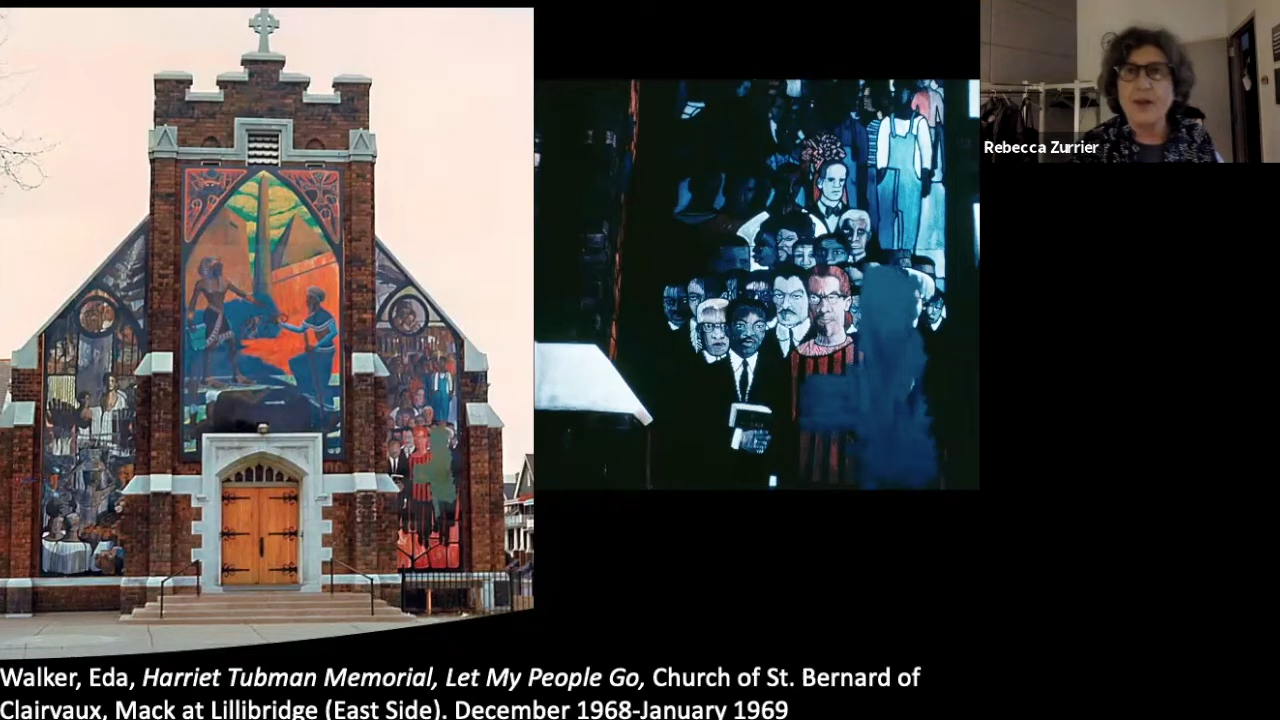 Rebecca Zurrier
Walker, Eda, Harriet Tubman Memorial, Let My People Go, Church of St. Bernard of
Clairvaux, Mack at Lillibridge (East Side). December 1968-January 1969